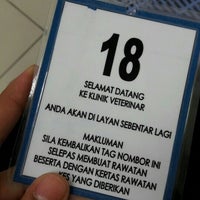 18
SELAMAT DATANG
KE KLINIK VETERINAR
ANDA AKAN DI LAYAN SEBENTAR LAGI
MAKLUMAN
SILA KEMBALIKAN TAG NOMBOR INI
SELEPAS MEMBUAT RAWATAN
BESERTA DENGAN KERTAS RAWATAN
KES YANG DIBERIKAN